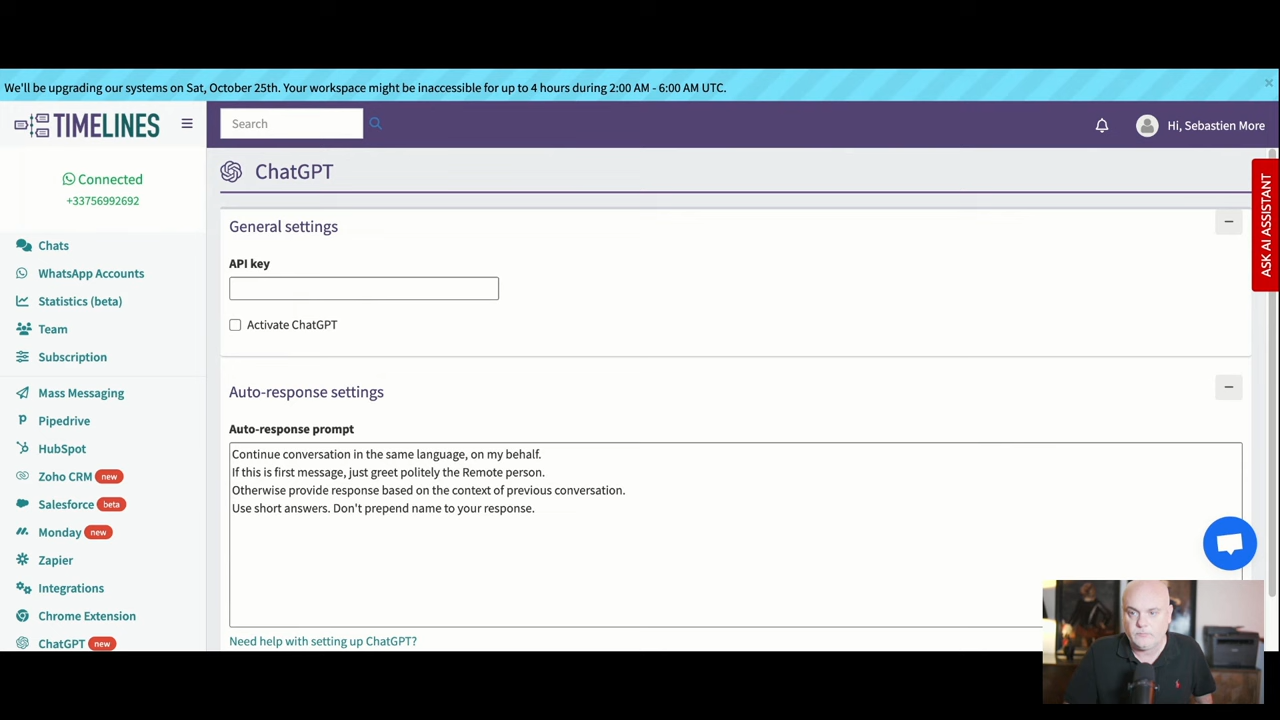 We'll be upgrading our systems on Sat, October 25th. Your workspace might be inaccessible for up to 4 hours during 2:00 AM - 6:00 AM UTC.
×
TIMELINES
Search
Hi, Sebastien More
Connected
+33756992692
Chats
WhatsApp Accounts
Statistics (beta)
Team
Subscription
Mass Messaging
Pipedrive
HubSpot
Zoho CRM new
Salesforce beta
Monday new
Zapier
Integrations
Chrome Extension
ChatGPT new
ChatGPT
General settings
API key
Activate ChatGPT
Auto-response settings
Auto-response prompt
Continue conversation in the same language, on my behalf.
If this is first message, just greet politely the Remote person.
Otherwise provide response based on the context of previous conversation.
Use short answers. Don't prepend name to your response.
Need help with setting up ChatGPT?
ASK AI ASSISTANT